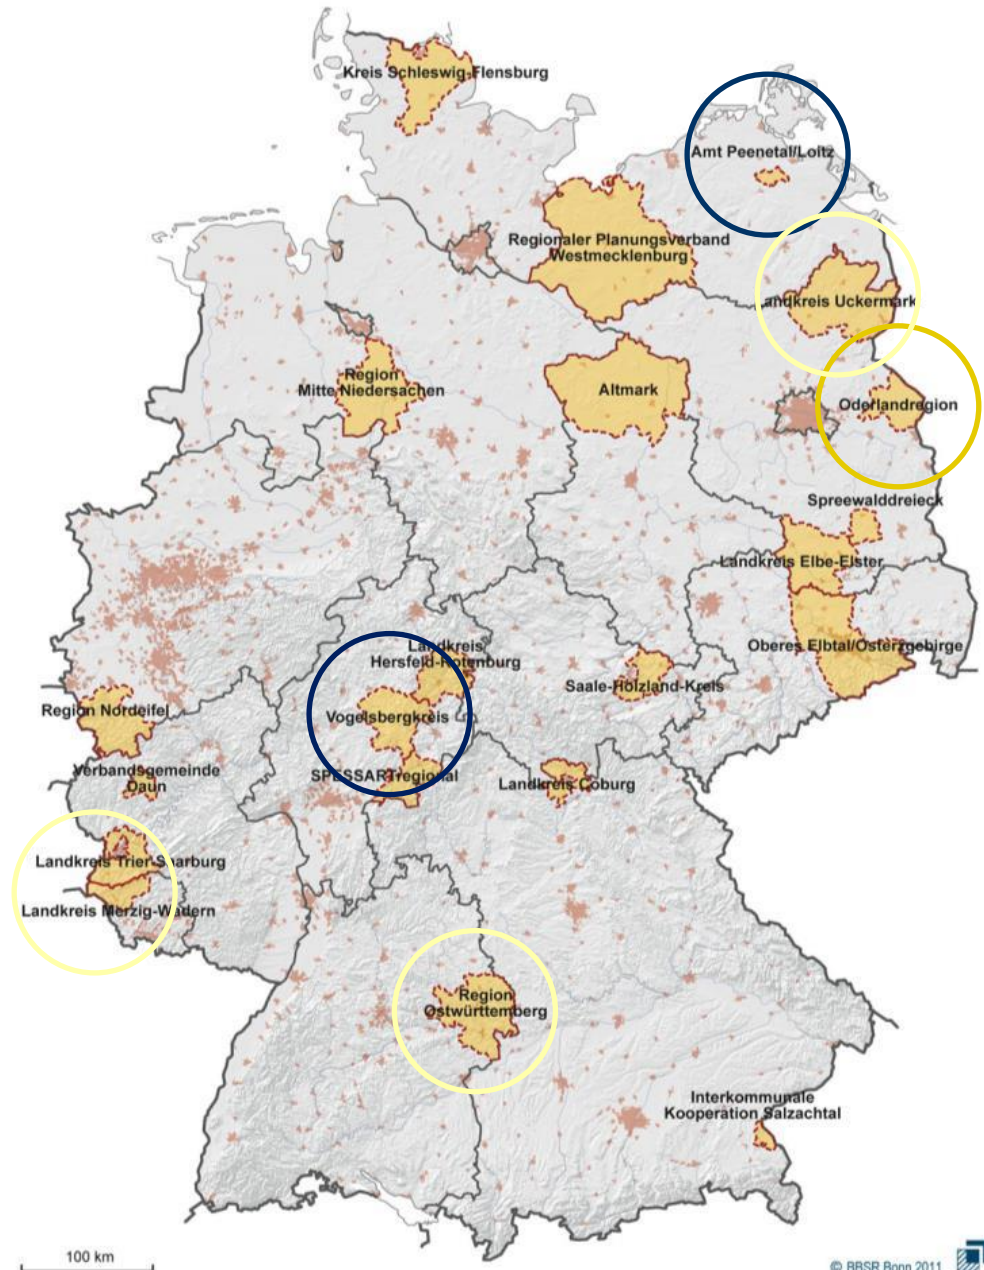 Kreis Schleswig-Flensburg
Amt Peenetal/Loitz
Regionaler Planungsverband
Westmecklenburg
Landkreis Uckermark
Region
Mitte Niedersachen
Altmark
Oderlandregion
Spreewalddreieck
Landkreis Elbe-Elster
Landkreis
Hersfeld-Rotenburg
Oberes Elbtal/Osterzgebirge
Saale-Holzland-Kreis
Region Nordeifel
Vogelsbergkreis
Verbandsgemeinde
Daun
SPESSARTregional
Landkreis Coburg
Landkreis Trier-Saarburg
Landkreis Merzig-Wadern
Region
Ostwürttemberg
Interkommunale
Kooperation Salzachtal
100 km
© BBSR Bonn 2011